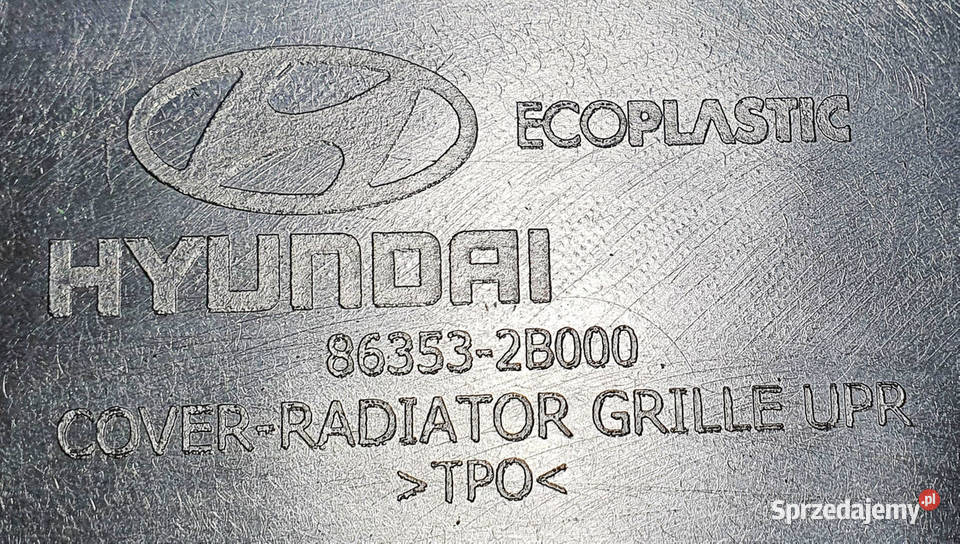 ECOPLASTIC
HYUNDAI
86353-2B000
COVER-RADIATOR GRILLE UPR
>TPO<
Sprzedajemy.pl